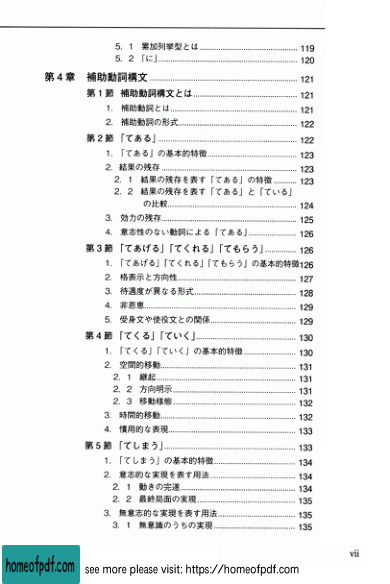 5. 1 累加列挙型とは 119
5. 2 「に」 120
第4章 補助動詞構文 121
第1節 補助動詞構文とは 121
1. 補助動詞とは 121
2. 補助動詞の形式 122
第2節 「てある」 122
1. 「てある」の基本的特徴 123
2. 結果の残存 123
2. 1 結果の残存を表す「てある」の特徴 123
2. 2 結果の残存を表す「てある」と「ている」
の比較 124
3. 効力の残存 125
4. 意志性のない動詞による「てある」 126
第3節 「てあげる」「てくれる」「てもらう」 126
1. 「てあげる」「てくれる」「てもらう」の基本的特徴 126
2. 格表示と方向性 127
3. 待遇度が異なる形式 128
4. 非恩恵 129
5. 受身文や使役文との関係 129
第4節 「てくる」「ていく」 130
1. 「てくる」「ていく」の基本的特徴 130
2. 空間的移動 131
2. 1 継起 131
2. 2 方向明示 131
2. 3 移動様態 132
3. 時間的移動 132
4. 慣用的な表現 133
第5節 「てしまう」 133
1. 「てしまう」の基本的特徴 134
2. 意志的な実現を表す用法 134
2. 1 動きの完遂 134
2. 2 最終局面の実現 135
3. 無意志的な実現を表す用法 135
3. 1 無意識のうちの実現 135
vii
homeofpdf.com see more please visit: https://homeofpdf.com